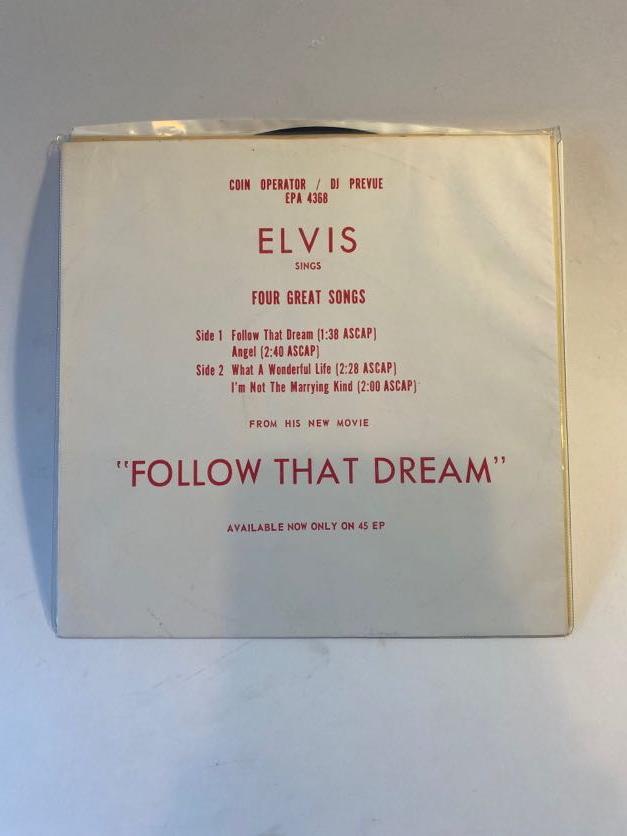 COIN OPERATOR / DJ PREVUE
EPA 4368
ELVIS
SINGS
FOUR GREAT SONGS
Side 1 Follow That Dream (1:38 ASCAP)
Angel (2:40 ASCAP)
Side 2 What A Wonderful Life (2:28 ASCAP)
I'm Not The Marrying Kind (2:00 ASCAP)
FROM HIS NEW MOVIE
"FOLLOW THAT DREAM"
AVAILABLE NOW ONLY ON 45 EP